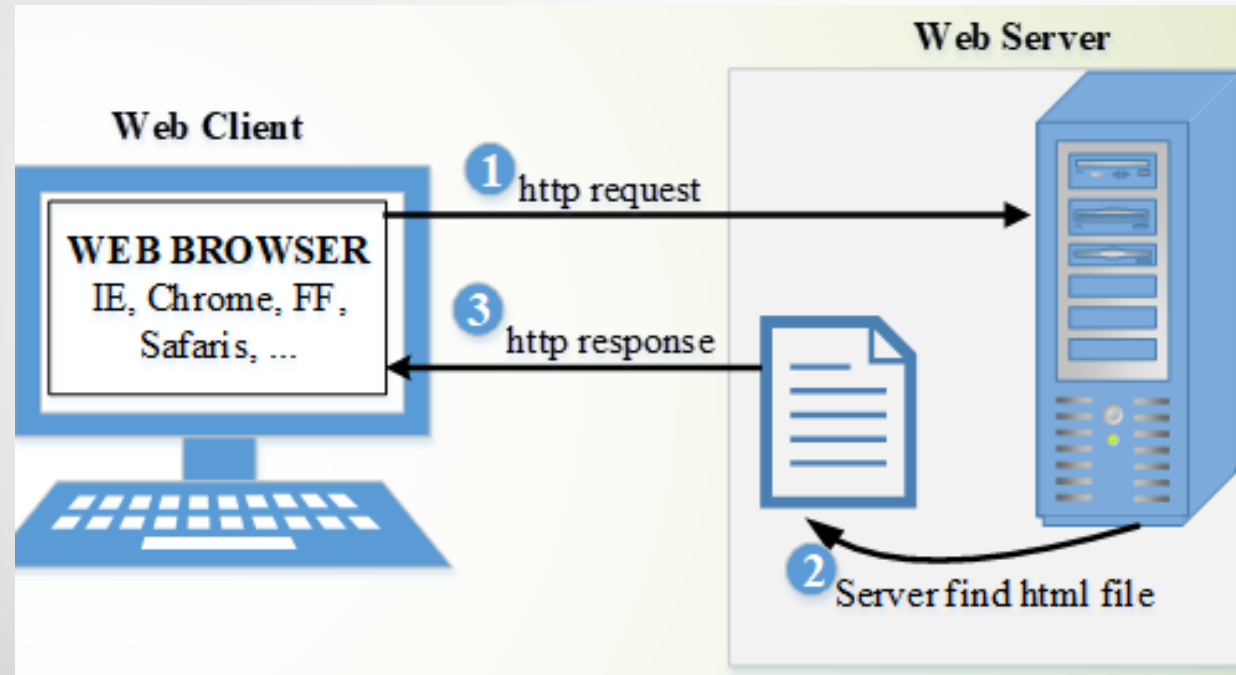 Web Server
Web Client
1
http request
WEB BROWSER
IE, Chrome, FF,
Safaris, ...
3
http response
2
Server find html file